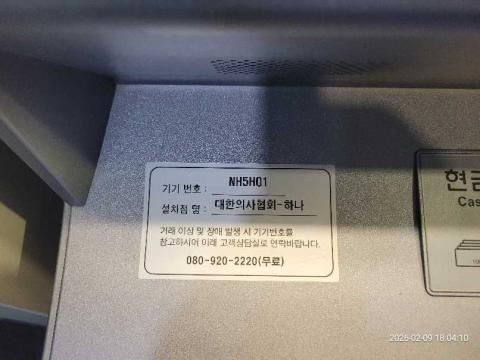 기기 번호 : NH5H01
설치점 명 : 대한의사협회-하나
거래 이상 및 장애 발생 시 기기번호를
참고하시어 아래 고객상담실로 연락바랍니다.
080-920-2220(무료)
현금
Cas
2026-02-09 18:04:10